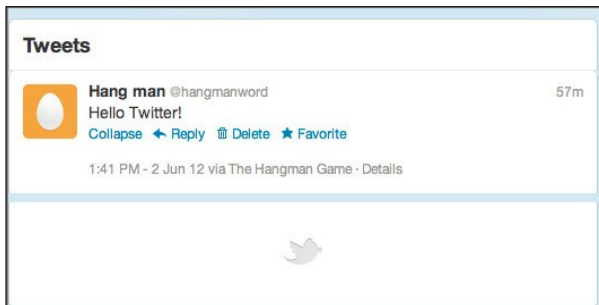 Tweets
Hang man @hangmanword 57m
Hello Twitter!
Collapse Reply Delete Favorite
1:41 PM - 2 Jun 12 via The Hangman Game · Details